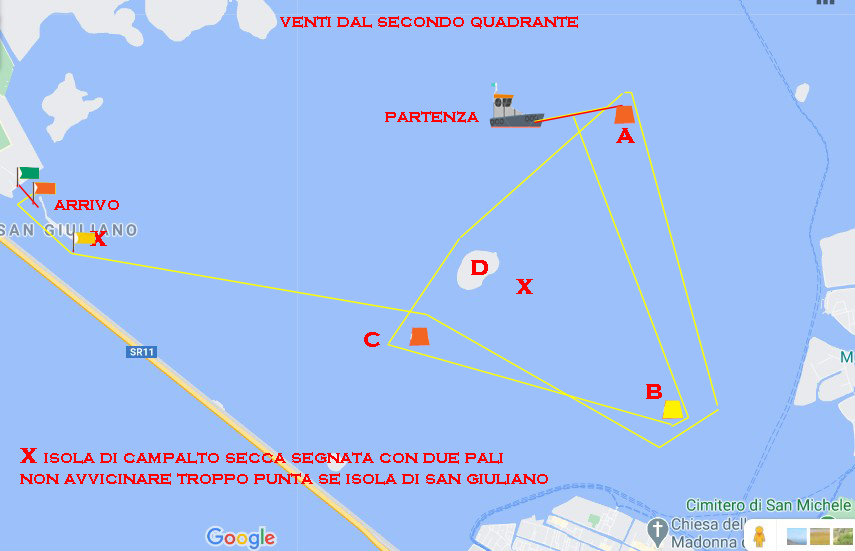 VENTI DAL SECONDO QUADRANTE
PARTENZA
A
ARRIVO
SAN GIULIANO
X
D
X
C
SR11
B
X ISOLA DI CAMPALTO SECCA SEGNATA CON DUE PALI
NON AVVICINARE TROPPO PUNTA SE ISOLA DI SAN GIULIANO
Cimitero di San Michele
Chiesa del
Madonna
Google